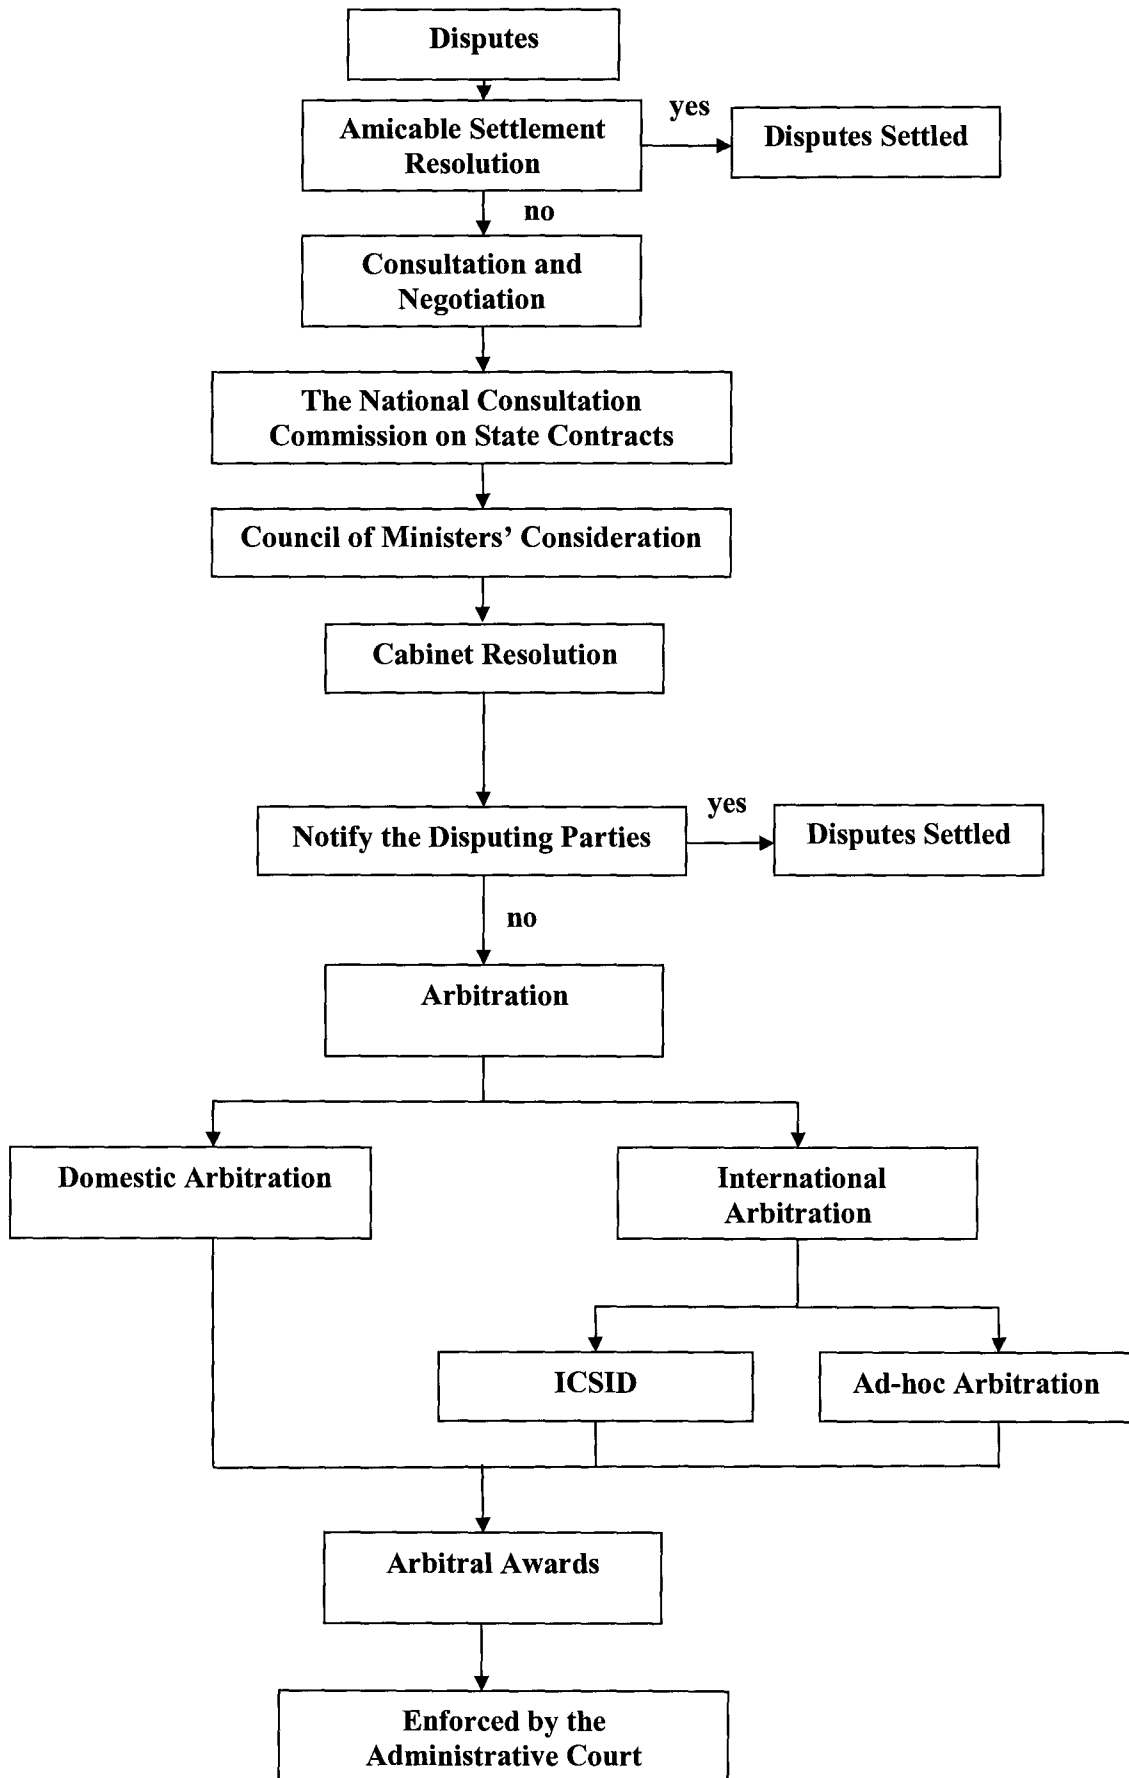 Disputes
yes
Amicable Settlement
Resolution
Disputes Settled
no
Consultation and
Negotiation
The National Consultation
Commission on State Contracts
Council of Ministers’ Consideration
Cabinet Resolution
yes
Notify the Disputing Parties
Disputes Settled
no
Arbitration
Domestic Arbitration
International
Arbitration
ICSID
Ad-hoc Arbitration
Arbitral Awards
Enforced by the
Administrative Court